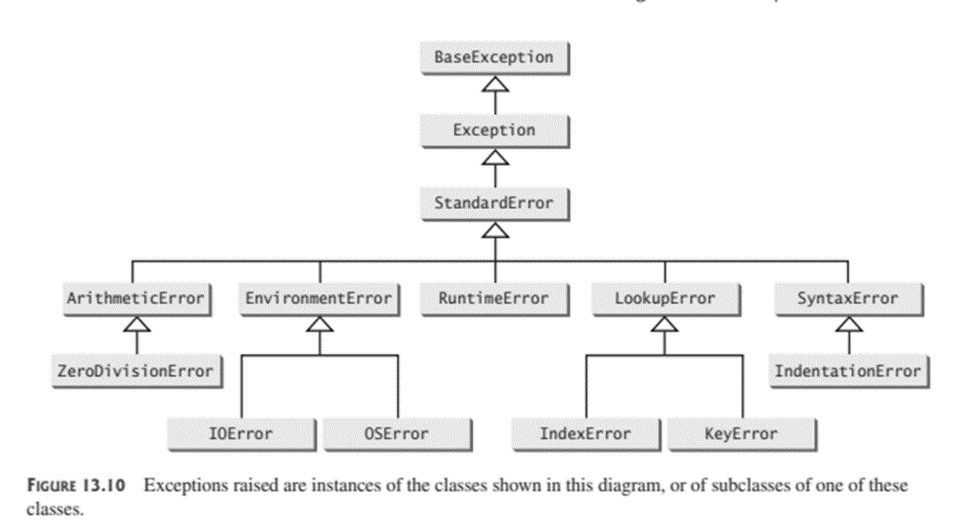 BaseException
Exception
StandardError
ArithmeticError EnvironmentError RuntimeError LookupError SyntaxError
ZeroDivisionError IndentationError
IOError OSError IndexError KeyError
FIGURE 13.10 Exceptions raised are instances of the classes shown in this diagram, or of subclasses of one of these
classes.